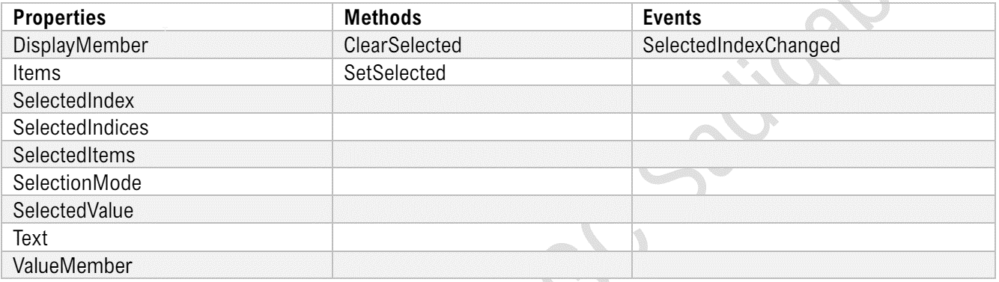 Properties Methods Events
DisplayMember ClearSelected SelectedIndexChanged
Items SetSelected
SelectedIndex
SelectedIndices
SelectedItems
SelectionMode
SelectedValue
Text
ValueMember